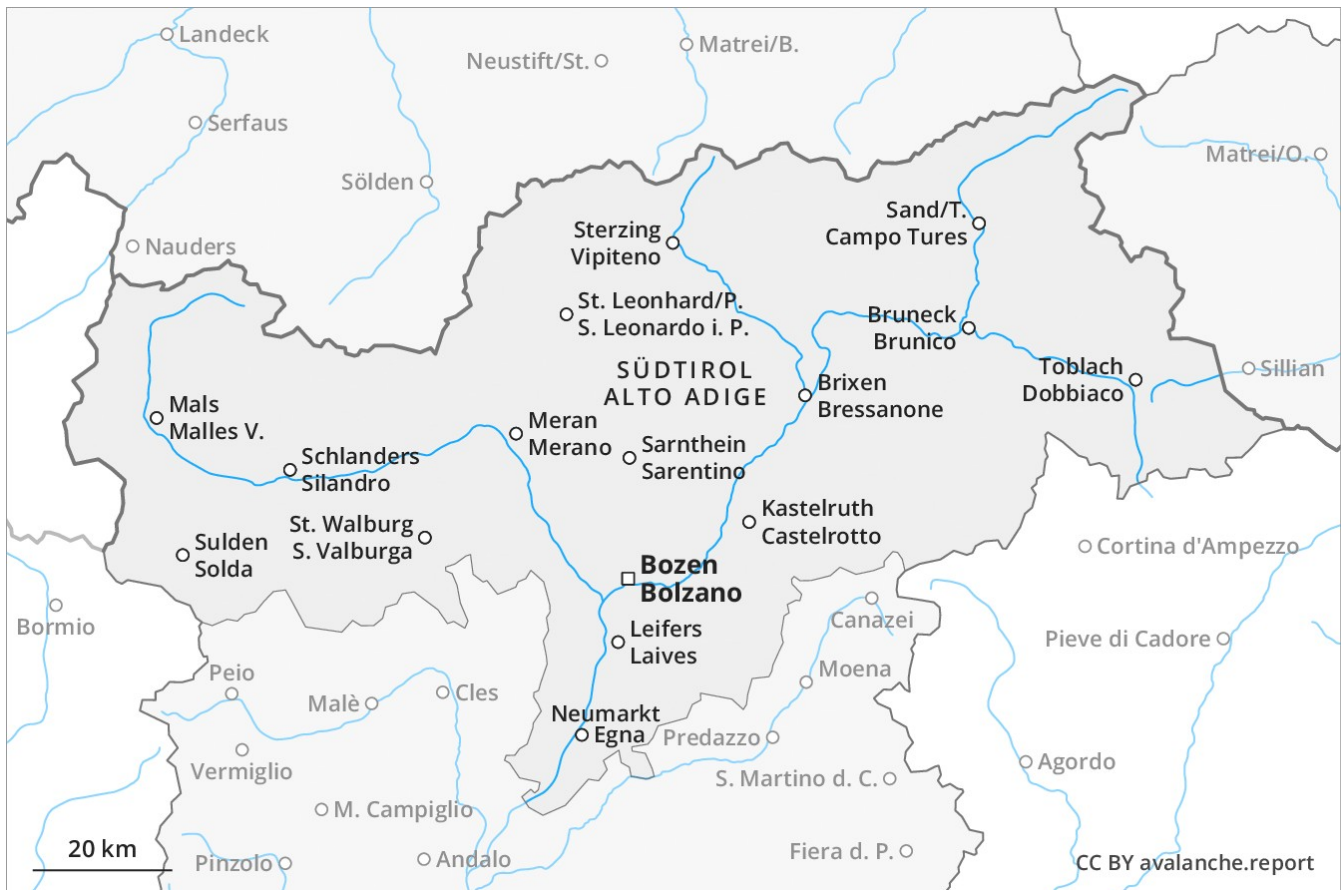 Landeck
Matrei/B.
Neustift/St.
Serfaus
Matrei/O.
Sölden
Sand/T.
Campo Tures
Sterzing
Vipiteno
Nauders
St. Leonhard/P.
S. Leonardo i. P.
Bruneck
Brunico
SÜDTIROL
ALTO ADIGE
Toblach
Dobbiaco
Sillian
Brixen
Bressanone
Mals
Malles V.
Meran
Merano
Sarnthein
Sarentino
Schlanders
Silandro
Kastelruth
Castelrotto
St. Walburg
S. Valburga
Sulden
Solda
Cortina d'Ampezzo
Bozen
Bolzano
Bormio
Canazei
Leifers
Laives
Pieve di Cadore
Peio
Moena
Malè
Cles
Neumarkt
Egna
Predazzo
Vermiglio
Agordo
S. Martino d. C.
M. Campiglio
20 km
Pinzolo
Andalo
Fiera d. P.
CC BY avalanche.report